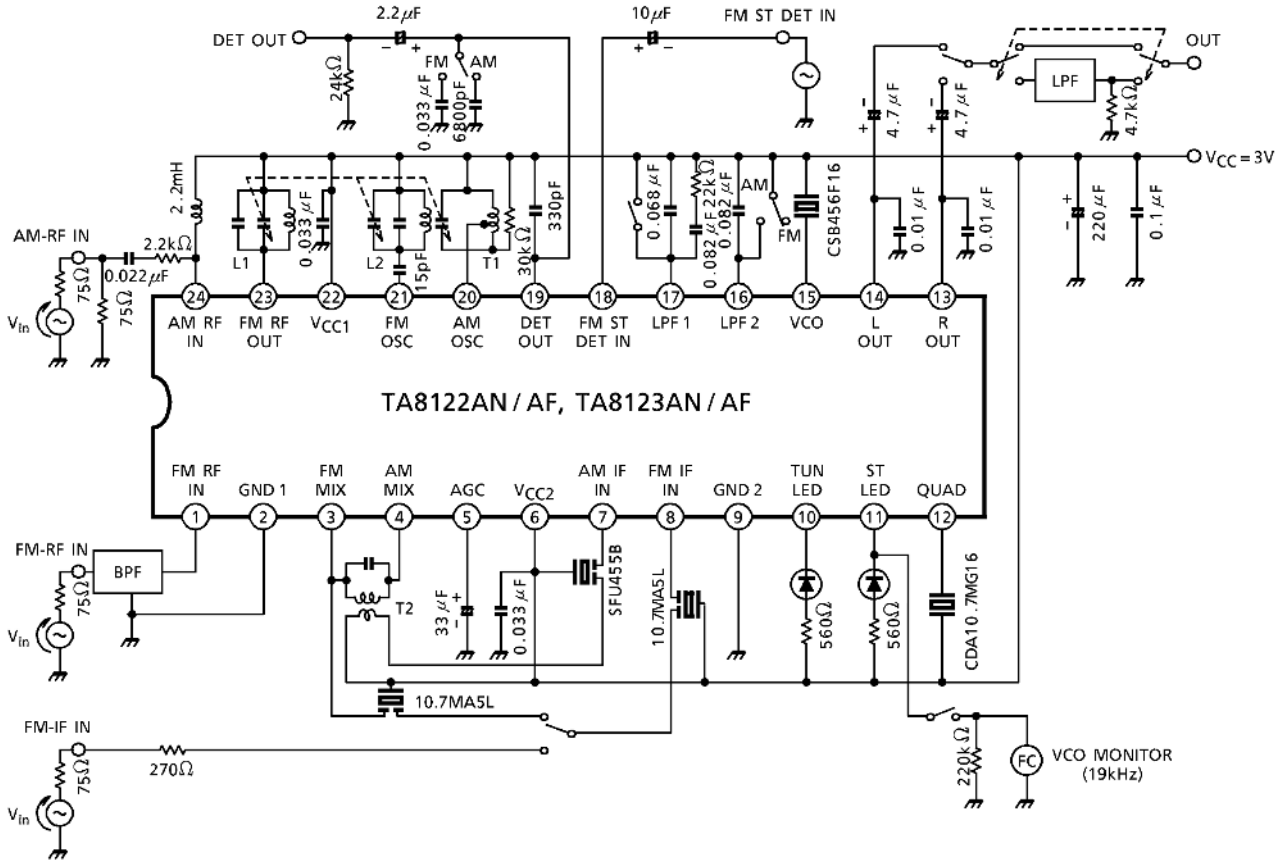 2.2μF
10μF
FM ST DET IN
DET OUT
OUT
24kΩ
FM
AM
0.033μF
6800pF
4.7μF
4.7μF
LPF
4.7kΩ
VCC = 3V
2.2mH
L1
0.033μF
L2
15pF
T1
30kΩ
330pF
0.068μF
22kΩ
0.082μF
0.082μF
AM
FM
CSB456F16
0.01μF
0.01μF
220μF
0.1μF
AM-RF IN
2.2kΩ
0.022μF
75Ω
75Ω
Vin
24 23 22 21 20 19 18 17 16 15 14 13
AM RF IN
FM RF OUT
VCC1
FM OSC
AM OSC
DET OUT
FM ST DET IN
LPF 1
LPF 2
VCO
L OUT
R OUT
TA8122AN / AF, TA8123AN / AF
FM RF IN
GND 1
FM MIX
AM MIX
AGC
VCC2
AM IF IN
FM IF IN
GND 2
TUN LED
ST LED
QUAD
1 2 3 4 5 6 7 8 9 10 11 12
FM-RF IN
BPF
75Ω
Vin
T2
33μF
0.033μF
SFU455B
10.7MA5L
560Ω
560Ω
CDA10.7MG16
10.7MA5L
FM-IF IN
75Ω
270Ω
Vin
220kΩ
FC
VCO MONITOR
(19kHz)